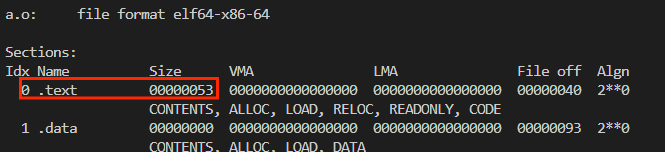 a.o:     file format elf64-x86-64
Sections:
Idx Name          Size      VMA               LMA               File off  Algn
  0 .text         00000053  0000000000000000  0000000000000000  00000040  2**0
                  CONTENTS, ALLOC, LOAD, RELOC, READONLY, CODE
  1 .data         00000000  0000000000000000  0000000000000000  00000093  2**0
                  CONTENTS, ALLOC, LOAD, DATA